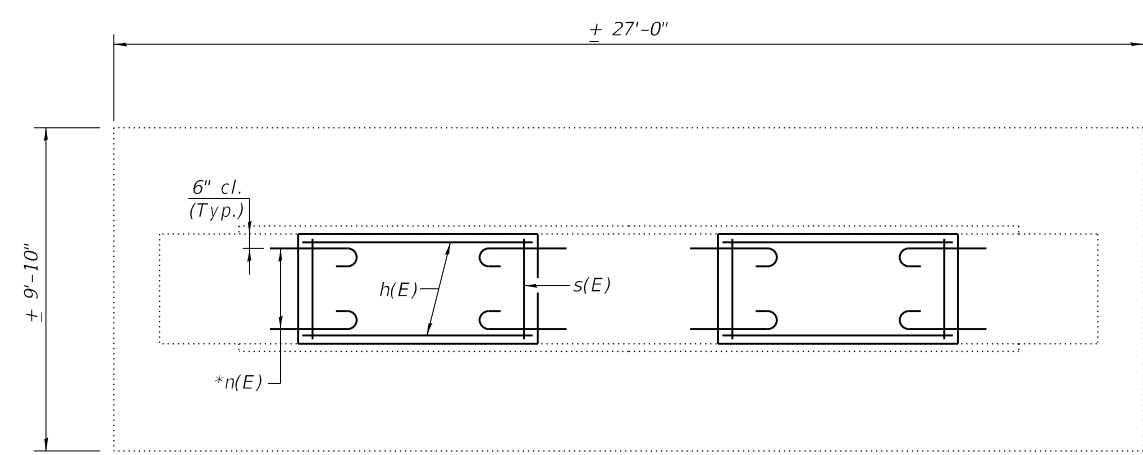 ± 27'-0"
6" cl.
(Typ.)
± 9'-10"
h(E)
s(E)
*n(E)